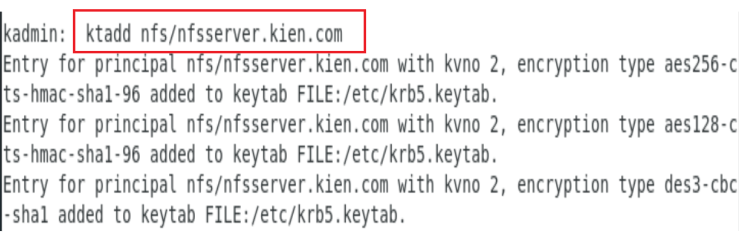 kadmin: ktadd nfs/nfsserver.kien.com
Entry for principal nfs/nfsserver.kien.com with kvno 2, encryption type aes256-c
ts-hmac-sha1-96 added to keytab FILE:/etc/krb5.keytab.
Entry for principal nfs/nfsserver.kien.com with kvno 2, encryption type aes128-c
ts-hmac-sha1-96 added to keytab FILE:/etc/krb5.keytab.
Entry for principal nfs/nfsserver.kien.com with kvno 2, encryption type des3-cbc
-sha1 added to keytab FILE:/etc/krb5.keytab.